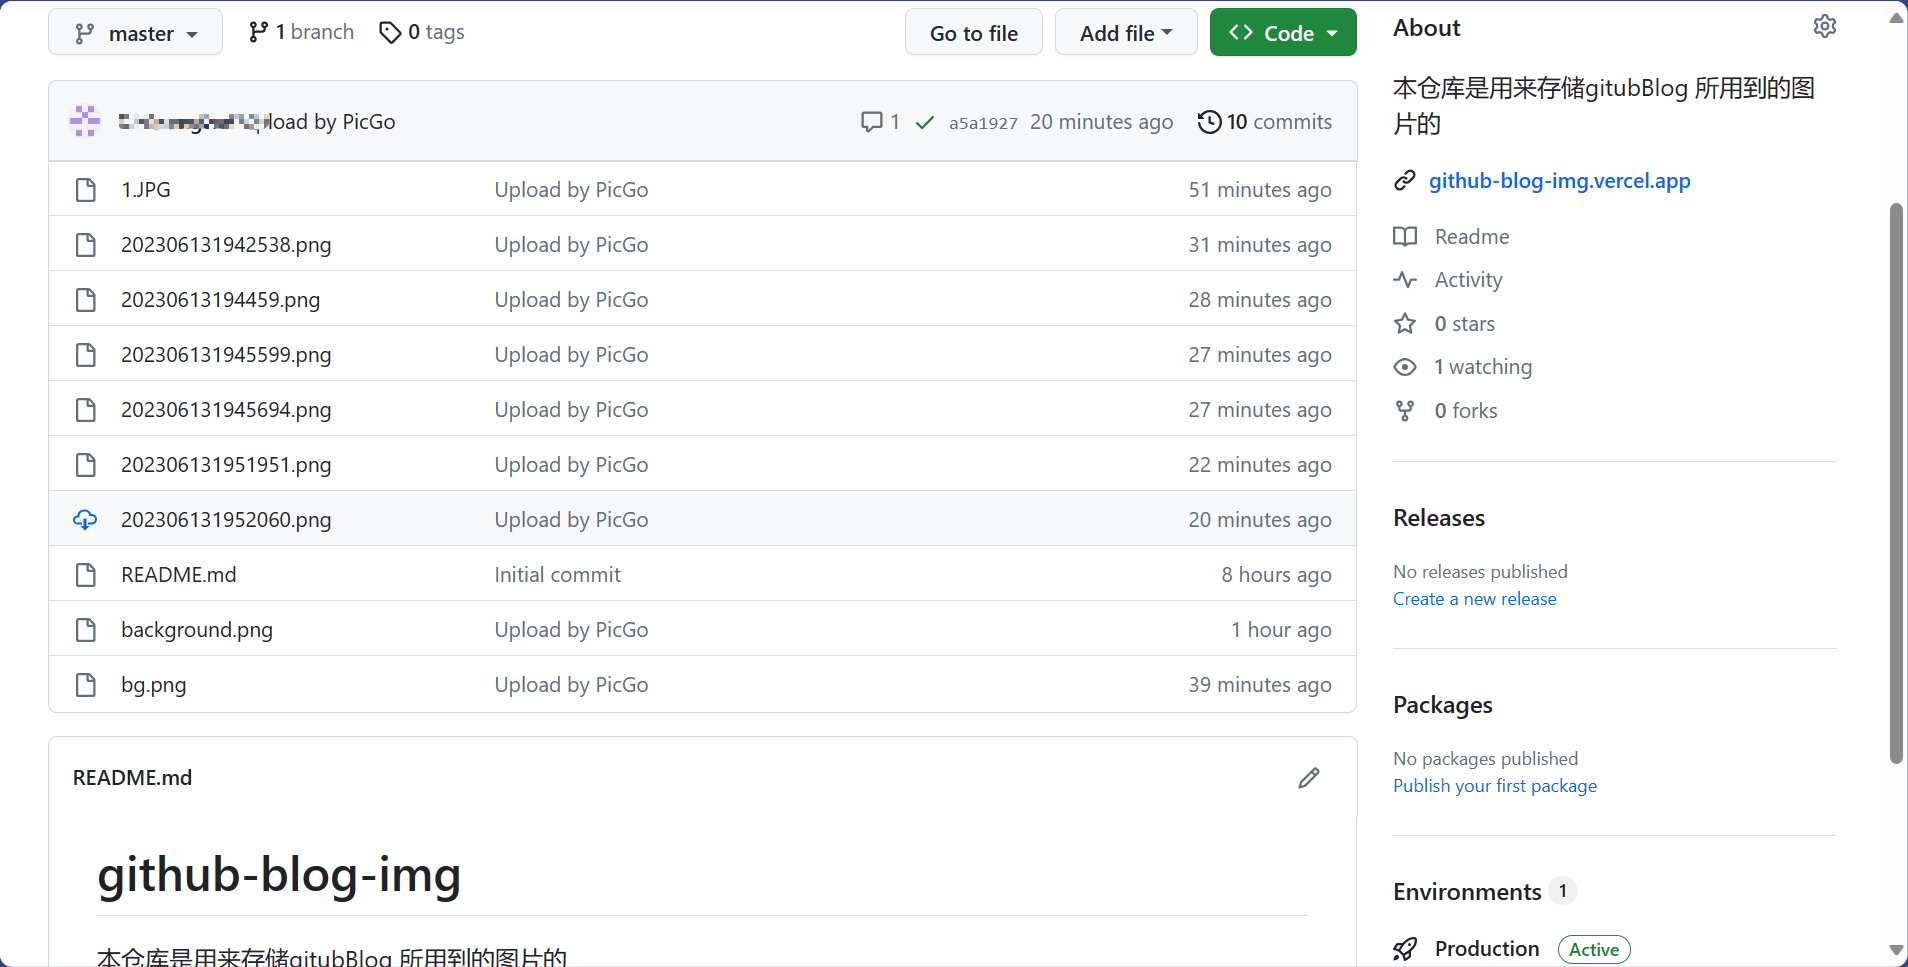 master 1 branch 0 tags Go to file Add file Code
load by PicGo 1 a5a1927 20 minutes ago 10 commits
1.JPG Upload by PicGo 51 minutes ago
202306131942538.png Upload by PicGo 31 minutes ago
20230613194459.png Upload by PicGo 28 minutes ago
202306131945599.png Upload by PicGo 27 minutes ago
202306131945694.png Upload by PicGo 27 minutes ago
202306131951951.png Upload by PicGo 22 minutes ago
202306131952060.png Upload by PicGo 20 minutes ago
README.md Initial commit 8 hours ago
background.png Upload by PicGo 1 hour ago
bg.png Upload by PicGo 39 minutes ago
README.md
github-blog-img
本仓库是用来存储gitubBlog 所用到的图片的
About
本仓库是用来存储gitubBlog 所用到的图
片的
github-blog-img.vercel.app
Readme
Activity
0 stars
1 watching
0 forks
Releases
No releases published
Create a new release
Packages
No packages published
Publish your first package
Environments 1
Production Active